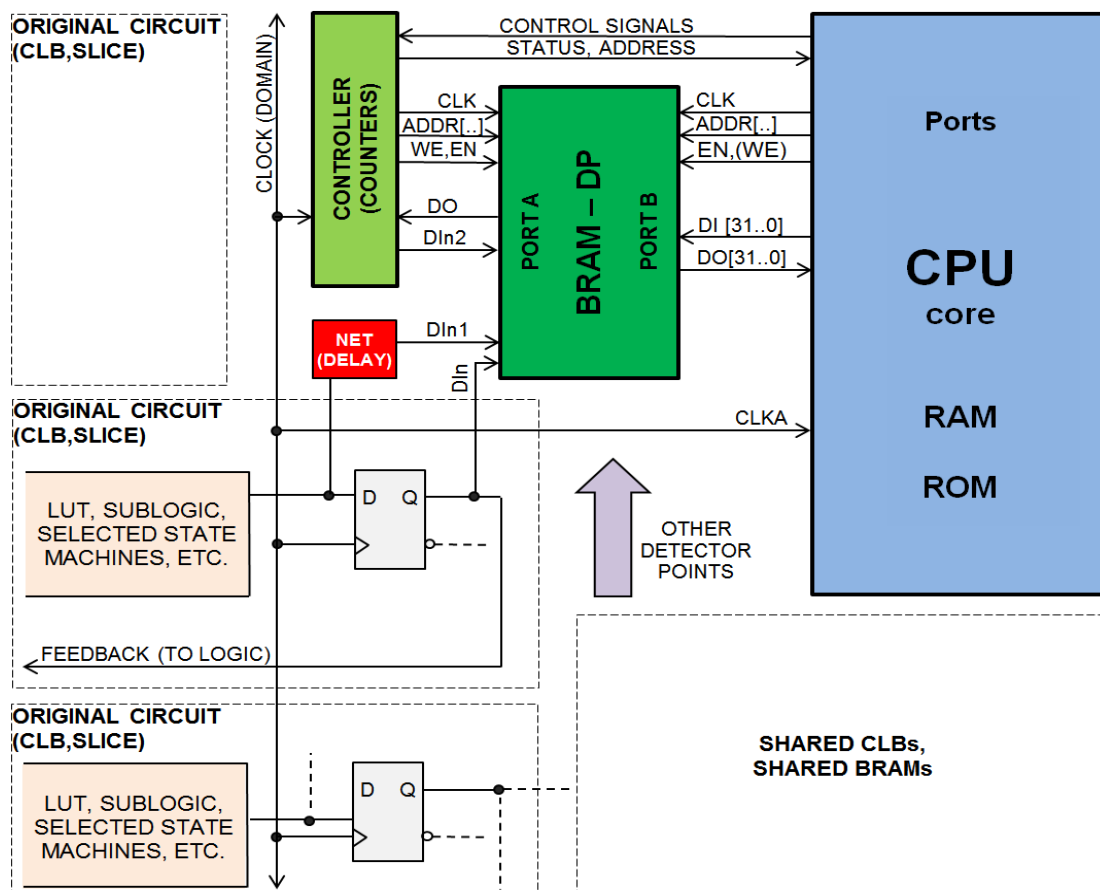 ORIGINAL CIRCUIT
(CLB,SLICE)
CLOCK (DOMAIN)
CONTROLLER
(COUNTERS)
CONTROL SIGNALS
STATUS, ADDRESS
CLK
ADDR[..]
WE,EN
DO
DIn2
PORT A
BRAM – DP
PORT B
CLK
ADDR[..]
EN,(WE)
DI [31..0]
DO[31..0]
Ports
CPU
core
RAM
ROM
NET
(DELAY)
DIn1
DIn
CLKA
ORIGINAL CIRCUIT
(CLB,SLICE)
LUT, SUBLOGIC,
SELECTED STATE
MACHINES, ETC.
D Q
OTHER
DETECTOR
POINTS
FEEDBACK (TO LOGIC)
ORIGINAL CIRCUIT
(CLB,SLICE)
LUT, SUBLOGIC,
SELECTED STATE
MACHINES, ETC.
D Q
SHARED CLBs,
SHARED BRAMs